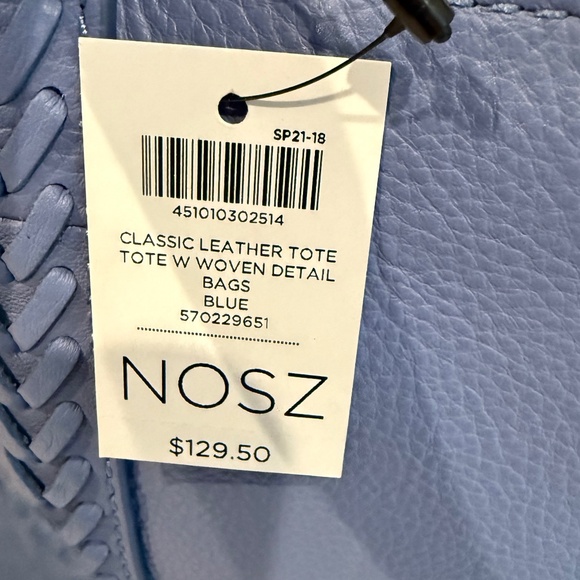 SP21-18
451010302514
CLASSIC LEATHER TOTE
TOTE W WOVEN DETAIL
BAGS
BLUE
570229651
NOSZ
$129.50